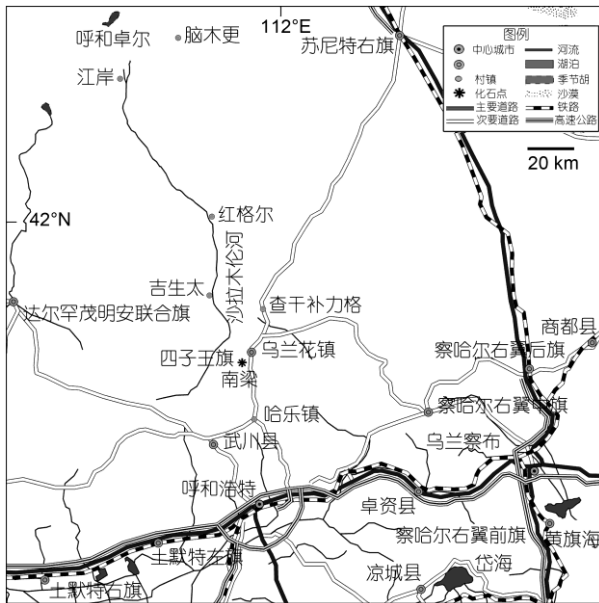 112°E
呼和卓尔
脑木更
苏尼特右旗
江岸
图例
中心城市
河流
村镇
湖泊
季节胡
化石点
沙漠
主要道路
铁路
次要道路
高速公路
20 km
42°N
红格尔
沙拉木伦河
吉生太
查干补力格
达尔罕茂明安联合旗
商都县
四子王旗
乌兰花镇
察哈尔右翼后旗
南梁
哈乐镇
察哈尔右翼中旗
武川县
乌兰察布
呼和浩特
卓资县
察哈尔右翼前旗
黄旗海
土默特左旗
凉城县
岱海
土默特右旗